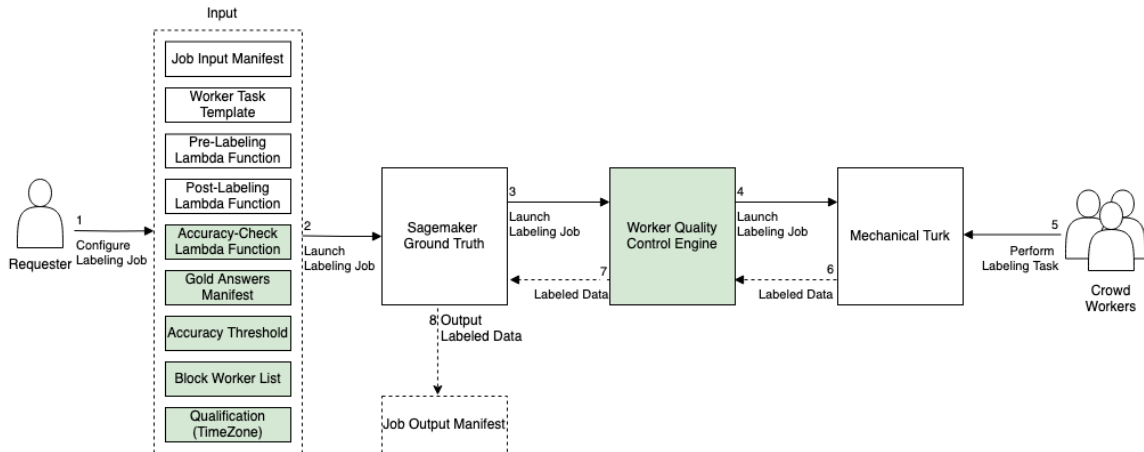 Input
Job Input Manifest
Worker Task
Template
Pre-Labeling
Lambda Function
Post-Labeling
Lambda Function
Accuracy-Check
Lambda Function
Gold Answers
Manifest
Accuracy Threshold
Block Worker List
Qualification
(TimeZone)
Requester
1
Configure
Labeling Job
2
Launch
Labeling Job
Sagemaker
Ground Truth
3
Launch
Labeling Job
Worker Quality
Control Engine
4
Launch
Labeling Job
Mechanical Turk
5
Perform
Labeling Task
Crowd
Workers
6
Labeled Data
7
Labeled Data
8 Output
Labeled Data
Job Output Manifest